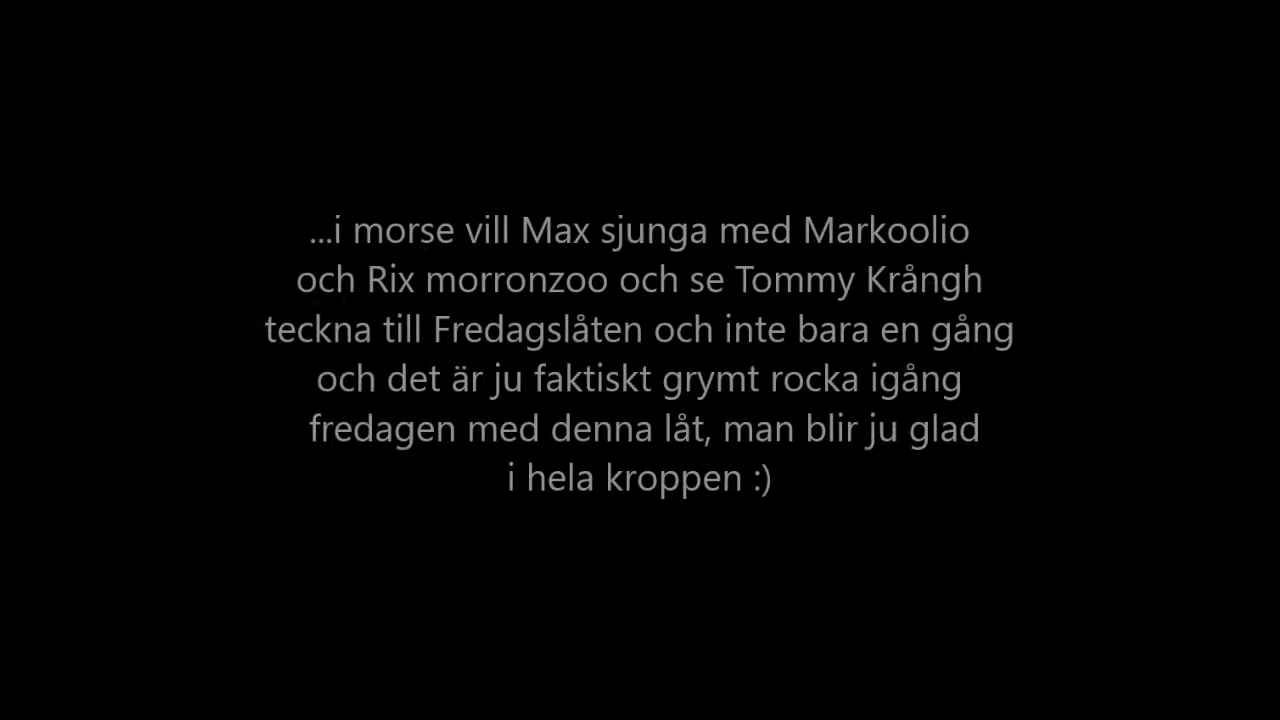 ...i morse vill Max sjunga med Markoolio
och Rix morronzoo och se Tommy Krångh
teckna till Fredagslåten och inte bara en gång
och det är ju faktiskt grymt rocka igång
fredagen med denna låt, man blir ju glad
i hela kroppen :)